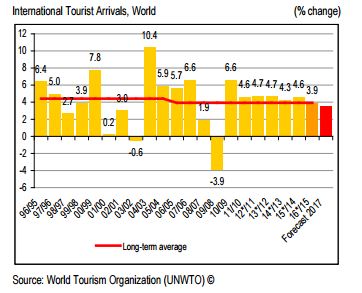 International Tourist Arrivals, World (% change)
12
10
8
6
4
2
0
-2
-4
-6
6.4 5.0 2.7 3.9 7.8 0.2 3.0 -0.6 10.4 5.9 5.7 6.6 1.9 -3.9 6.6 4.6 4.7 4.7 4.3 4.6 3.9
96/95 97/96 98/97 99/98 00/99 01/00 02/01 03/02 04/03 05/04 06/05 07/06 08/07 09/08 10/09 11/10 12*/11 13*/12 14*/13 15*/14 16*/15 Forecast 2017
Long-term average
Source: World Tourism Organization (UNWTO) ©